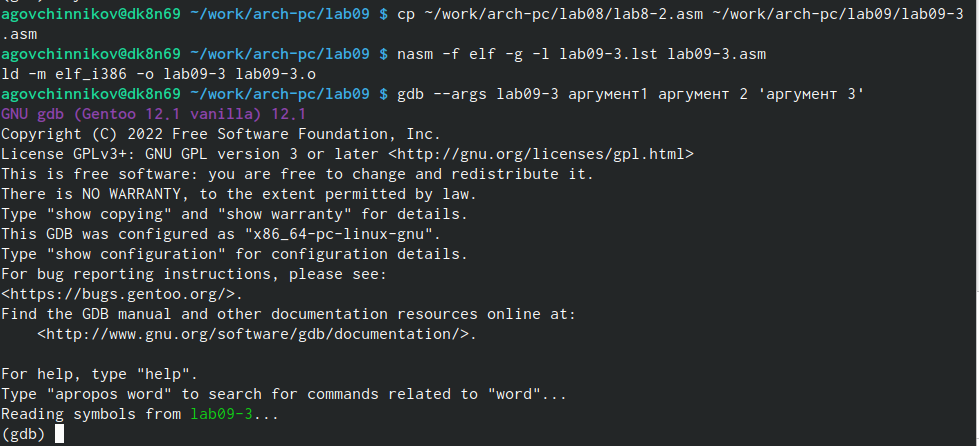 agovchinnikov@dk8n69 ~/work/arch-pc/lab09 $ cp ~/work/arch-pc/lab08/lab8-2.asm ~/work/arch-pc/lab09/lab09-3
.asm
agovchinnikov@dk8n69 ~/work/arch-pc/lab09 $ nasm -f elf -g -l lab09-3.lst lab09-3.asm
ld -m elf_i386 -o lab09-3 lab09-3.o
agovchinnikov@dk8n69 ~/work/arch-pc/lab09 $ gdb --args lab09-3 аргумент1 аргумент 2 'аргумент 3'
GNU gdb (Gentoo 12.1 vanilla) 12.1
Copyright (C) 2022 Free Software Foundation, Inc.
License GPLv3+: GNU GPL version 3 or later <http://gnu.org/licenses/gpl.html>
This is free software: you are free to change and redistribute it.
There is NO WARRANTY, to the extent permitted by law.
Type "show copying" and "show warranty" for details.
This GDB was configured as "x86_64-pc-linux-gnu".
Type "show configuration" for configuration details.
For bug reporting instructions, please see:
<https://bugs.gentoo.org/>.
Find the GDB manual and other documentation resources online at:
    <http://www.gnu.org/software/gdb/documentation/>.

For help, type "help".
Type "apropos word" to search for commands related to "word"...
Reading symbols from lab09-3...
(gdb)